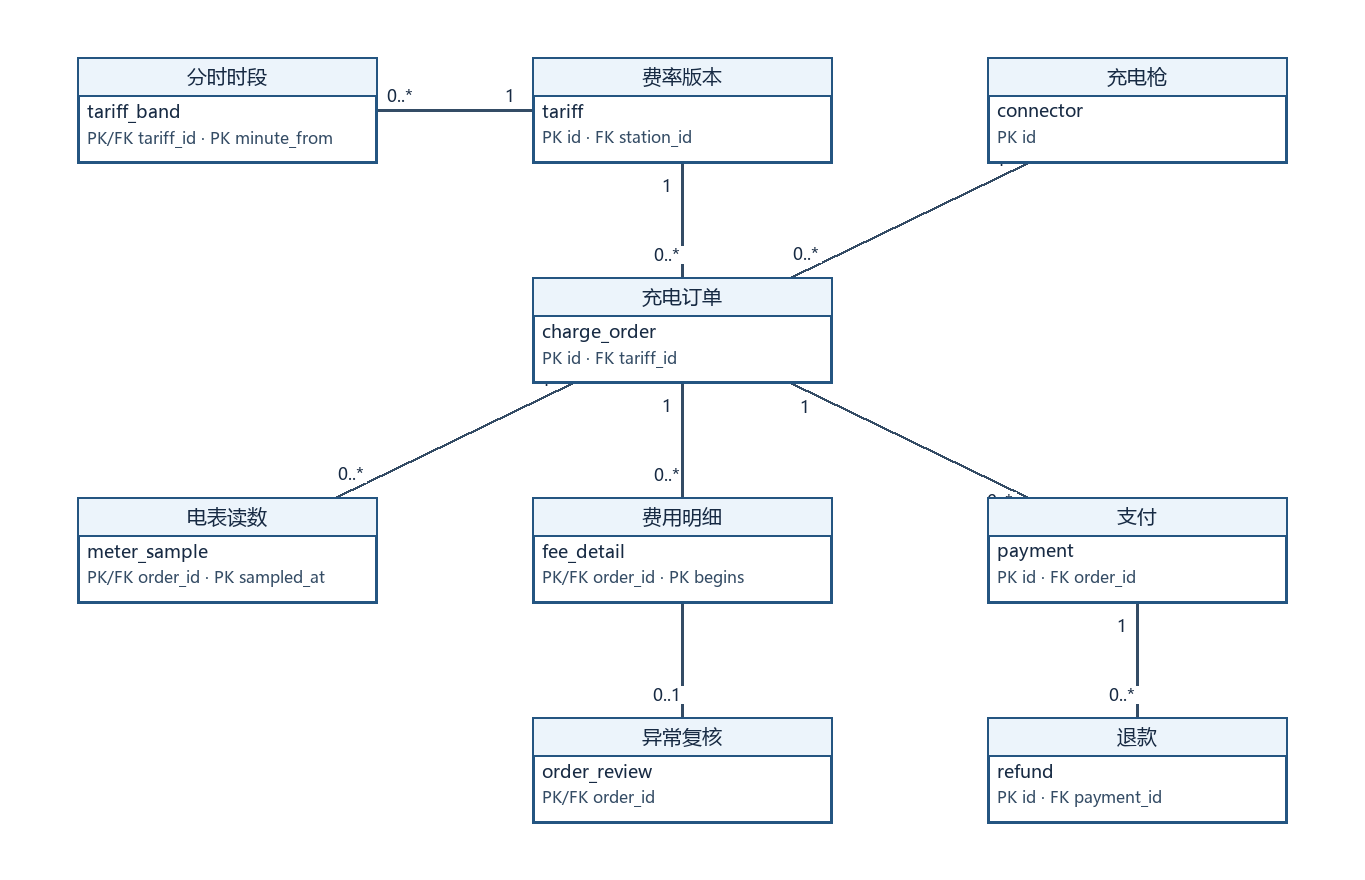 分时时段
tariff_band
PK/FK tariff_id · PK minute_from
0..*
1
费率版本
tariff
PK id · FK station_id
充电枪
connector
PK id
1
0..*
0..*
充电订单
charge_order
PK id · FK tariff_id
1
1
0..*
0..*
电表读数
meter_sample
PK/FK order_id · PK sampled_at
费用明细
fee_detail
PK/FK order_id · PK begins
支付
payment
PK id · FK order_id
1
0..1
0..*
异常复核
order_review
PK/FK order_id
退款
refund
PK id · FK payment_id